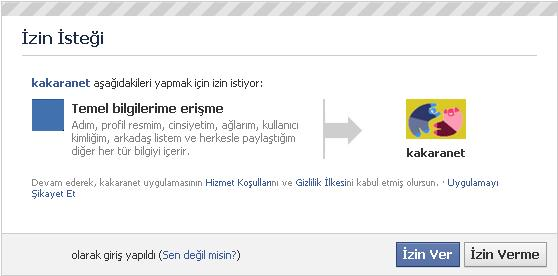 İzin İsteği
kakaranet aşağıdakileri yapmak için izin istiyor:
Temel bilgilerime erişme
Adım, profil resmim, cinsiyetim, ağlarım, kullanıcı
kimliğim, arkadaş listem ve herkesle paylaştığım
diğer her tür bilgiyi içerir.
kakaranet
Devam ederek, kakaranet uygulamasının Hizmet Koşullarını ve Gizlilik İlkesini kabul etmiş olursun. · Uygulamayı
Şikayet Et
olarak giriş yapıldı (Sen değil misin?)
İzin Ver
İzin Verme